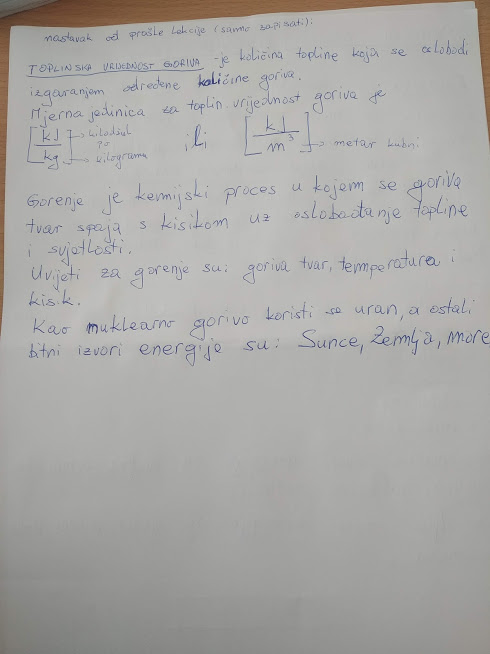 nastavak od prošle lekcije (samo zapisati):
TOPLINSKA VRIJEDNOST GORIVA - je količina topline koja se oslobodi
izgaranjem određene količine goriva.
Mjerna jedinica za toplin. vrijednost goriva je
[kJ/kg] → kilodžul po kilogramu ili [kJ/m³] → metar kubni
Gorenje je kemijski proces u kojem se goriva
tvar spaja s kisikom uz oslobađanje topline
i svjetlosti.
Uvijeti za gorenje su: goriva tvar, temperatura i
kisik.
Kao nuklearno gorivo koristi se uran, a ostali
bitni izvori energije su: Sunce, Zemlja, more